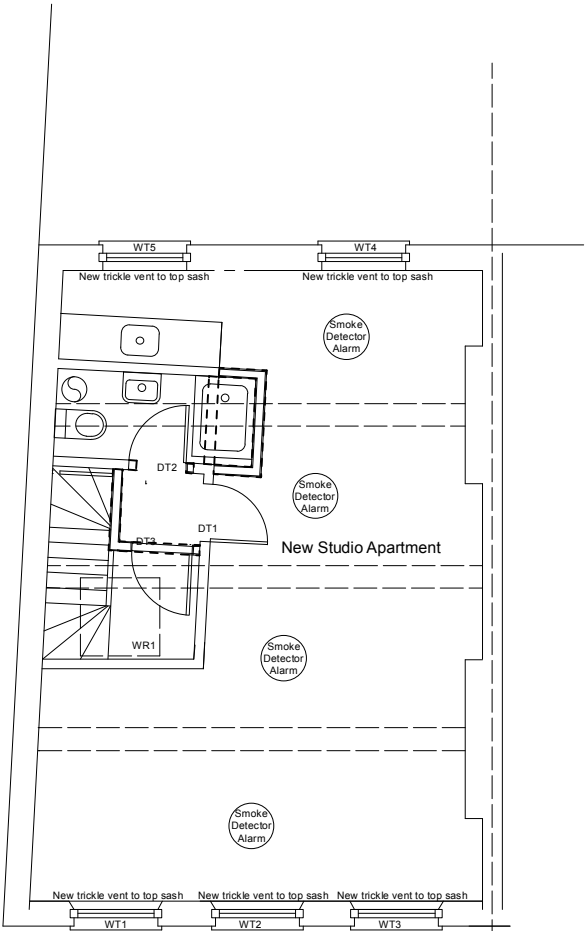 WT5
WT4
New trickle vent to top sash
New trickle vent to top sash
Smoke
Detector
Alarm
DT2
Smoke
Detector
Alarm
DT1
DT3
New Studio Apartment
WR1
Smoke
Detector
Alarm
Smoke
Detector
Alarm
New trickle vent to top sash
New trickle vent to top sash
New trickle vent to top sash
WT1
WT2
WT3